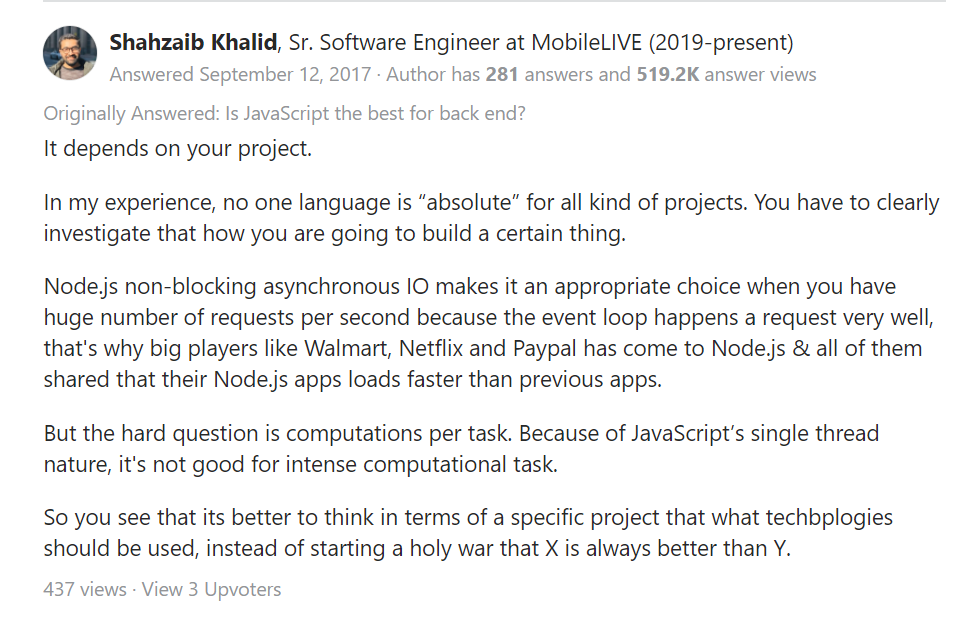 Shahzaib Khalid, Sr. Software Engineer at MobileLIVE (2019-present)
Answered September 12, 2017 · Author has 281 answers and 519.2K answer views
Originally Answered: Is JavaScript the best for back end?
It depends on your project.
In my experience, no one language is “absolute” for all kind of projects. You have to clearly
investigate that how you are going to build a certain thing.
Node.js non-blocking asynchronous IO makes it an appropriate choice when you have
huge number of requests per second because the event loop happens a request very well,
that's why big players like Walmart, Netflix and Paypal has come to Node.js & all of them
shared that their Node.js apps loads faster than previous apps.
But the hard question is computations per task. Because of JavaScript’s single thread
nature, it's not good for intense computational task.
So you see that its better to think in terms of a specific project that what techbplogies
should be used, instead of starting a holy war that X is always better than Y.
437 views · View 3 Upvoters